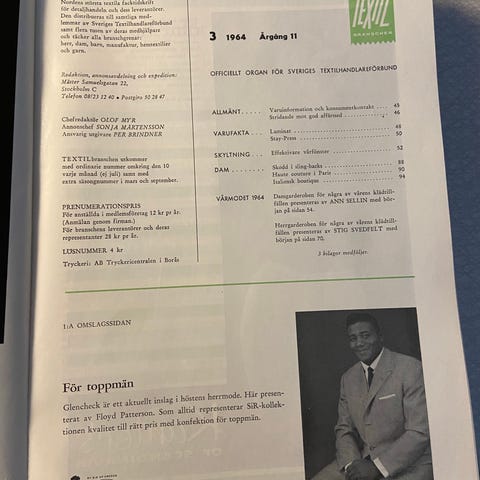 Nordens största textila facktidskrift
för detaljhandeln och dess leverantörer.
Den distribueras till samtliga med-
lemmar av Sveriges Textilhandlareförbund
samt flera tusen av deras medhjälpare
och täcker alla branschgrenar:
herr, dam, barn, manufaktur, hemtextilier
och garn.
Redaktion, annonsavdelning och expedition:
Mäster Samuelsgatan 22,
Stockholm C
Telefon 08/23 12 40 • Postgiro 50 28 47
Chefredaktör OLOF MYR
Annonschef SONJA MÅRTENSSON
Ansvarig utgivare PER BRINDNER
TEXTILbranschen utkommer
med ordinarie nummer omkring den 10
varje månad (ej juli) samt med
extra säsongnummer i mars och september.
PRENUMERATIONSPRIS
För anställda i medlemsföretag 12 kr pr år.
(Anmälan genom firman.)
För branschens leverantörer och deras
representanter 28 kr pr år.
LÖSNUMMER 4 kr
Tryckeri: AB Tryckericentralen i Borås
TEXTIL
BRANSCHEN
3 1964 Årgång 11
OFFICIELLT ORGAN FÖR SVERIGES TEXTILHANDLAREFÖRBUND
ALLMÄNT . . . . Varuinformation och konsumentkontakt . . . . 45
Stridande mot god affärssed . . . . 46
VARUFAKTA . . Laminat . . . . 48
Stay-Press . . . . 50
SKYLTNING . . . Effektivare vårfönster . . . . 52
DAM . . . . Skodd i sling-backs . . . . 88
Haute couture i Paris . . . . 90
Italiensk boutique . . . . 94
VÅRMODET 1964 Damgarderoben för några av vårens klädtill-
fällen presenteras av ANN SELLIN med bör-
jan på sidan 54.
Herrgarderoben för några av vårens klädtill-
fällen presenteras av STIG SVEDFELT med
början på sidan 70.
3 bilagor medföljer.
1:A OMSLAGSSIDAN
För toppmän
Glencheck är ett aktuellt inslag i höstens herrmode. Här presen-
terat av Floyd Patterson. Som alltid representerar SiR-kollek-
tionen kvalitet till rätt pris med konfektion för toppmän.